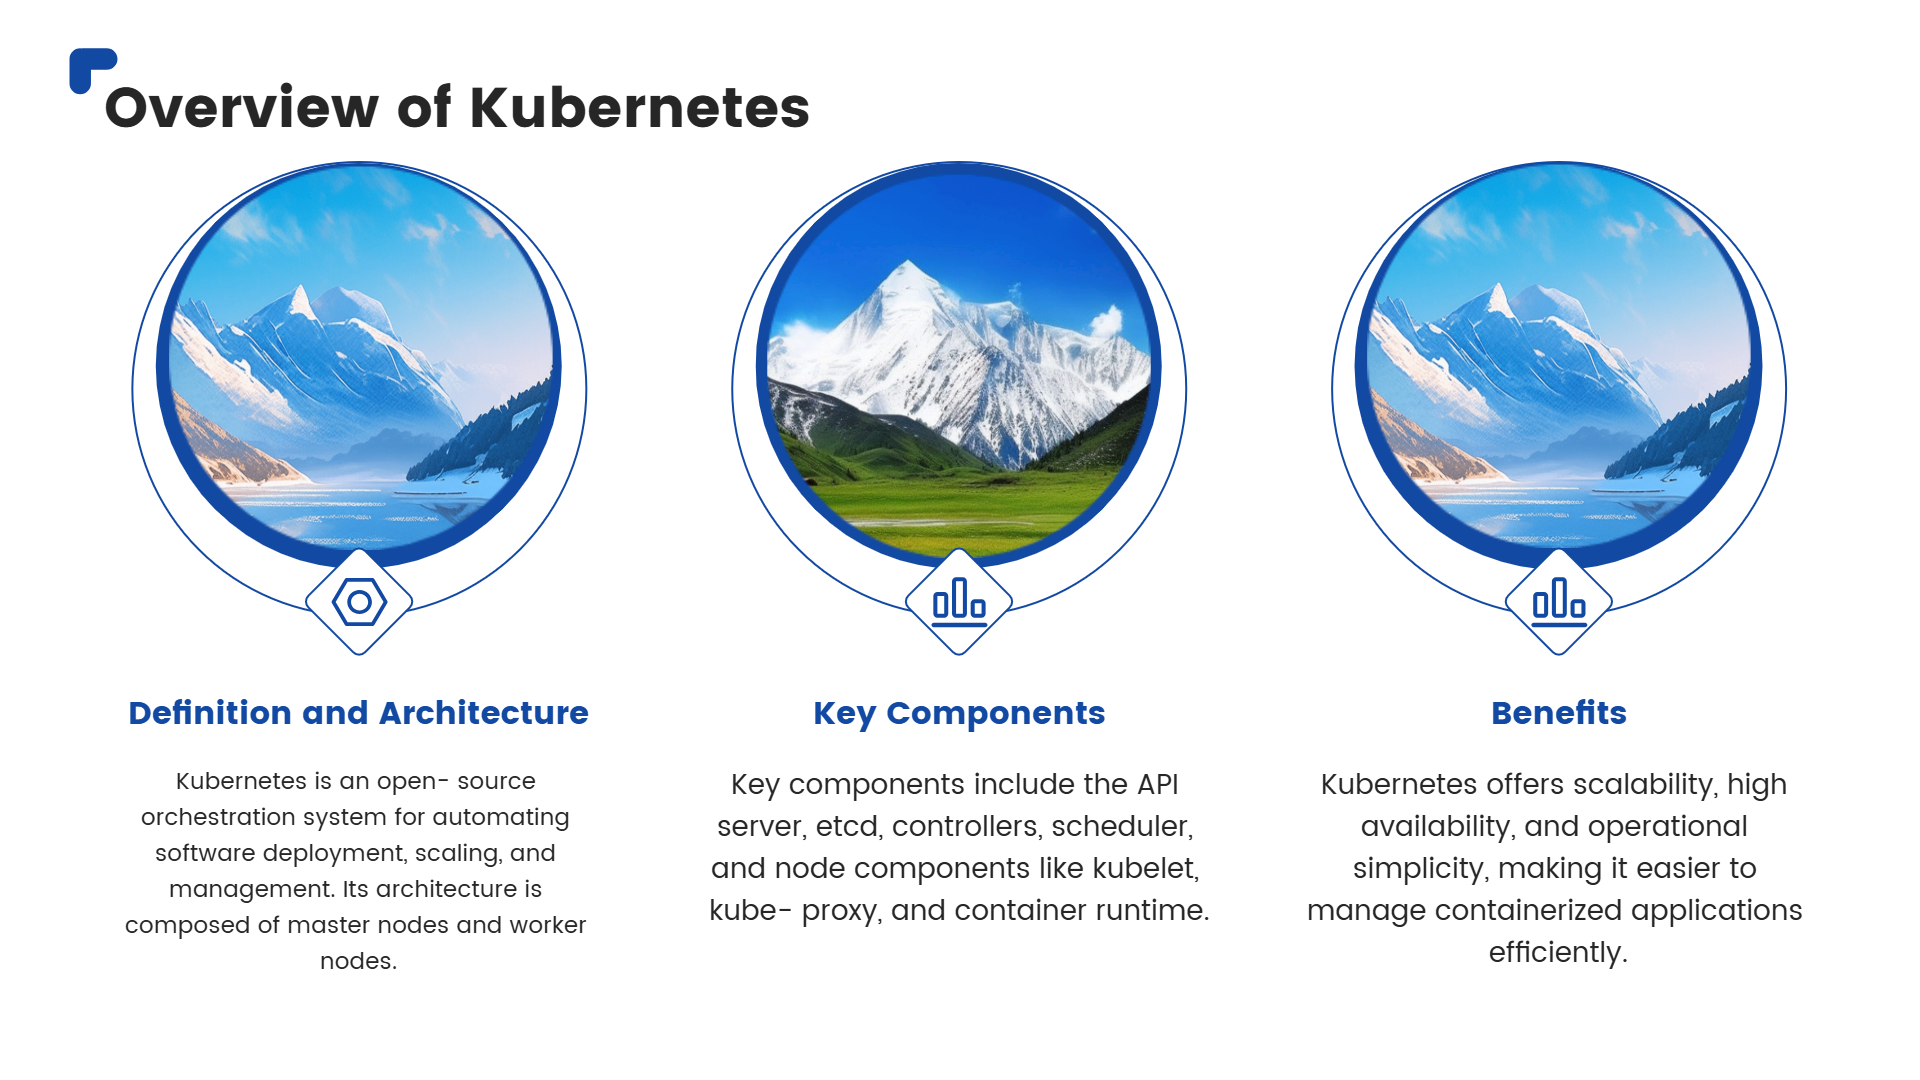 Overview of Kubernetes
Definition and Architecture
Kubernetes is an open- source
orchestration system for automating
software deployment, scaling, and
management. Its architecture is
composed of master nodes and worker
nodes.
Key Components
Key components include the API
server, etcd, controllers, scheduler,
and node components like kubelet,
kube- proxy, and container runtime.
Benefits
Kubernetes offers scalability, high
availability, and operational
simplicity, making it easier to
manage containerized applications
efficiently.